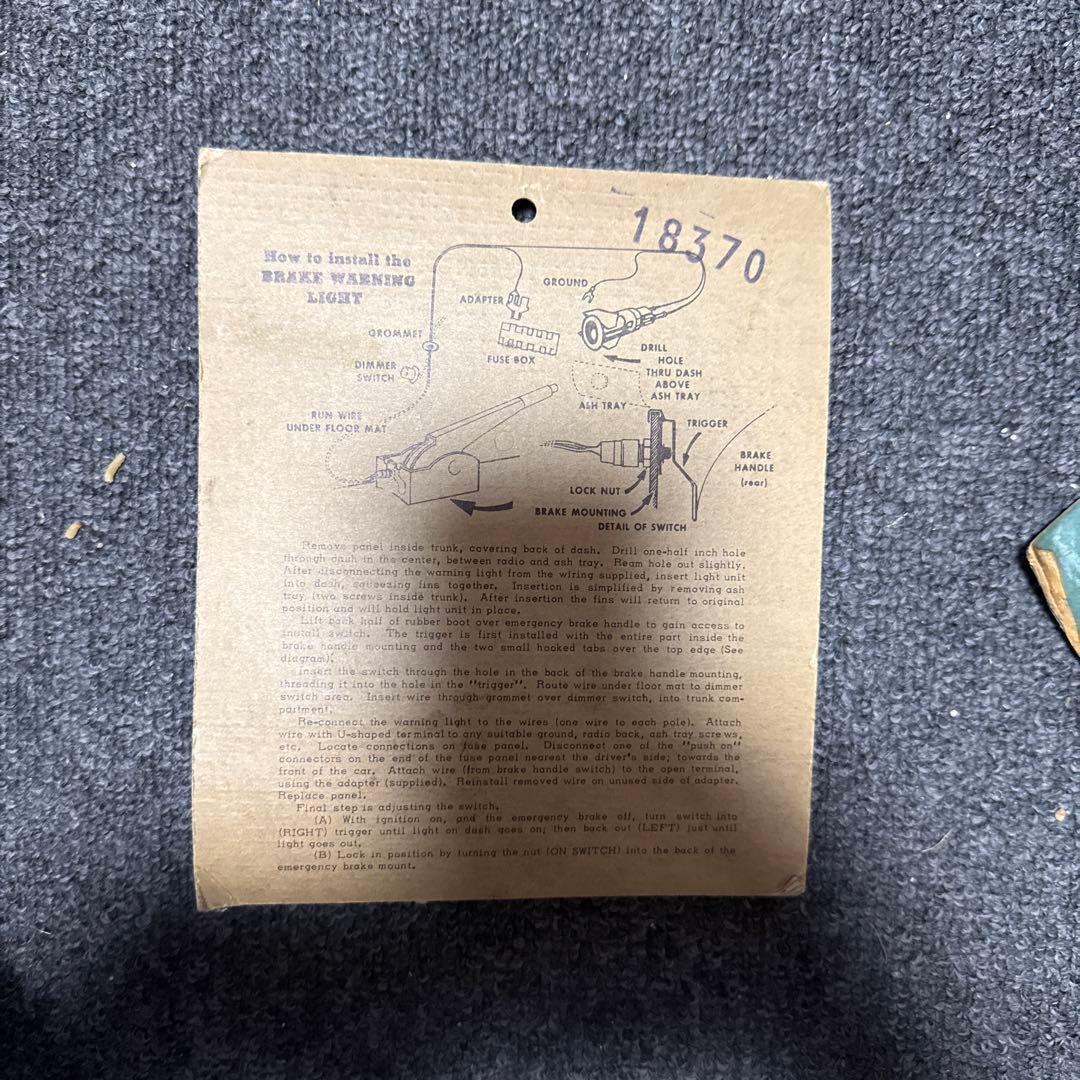 18370
How to install the
BRAKE WARNING
LIGHT
GROUND
ADAPTER
GROMMET
FUSE BOX
DRILL
HOLE
THRU DASH
ABOVE
ASH TRAY
DIMMER
SWITCH
ASH TRAY
RUN WIRE
UNDER FLOOR MAT
TRIGGER
BRAKE
HANDLE
(rear)
LOCK NUT
BRAKE MOUNTING
DETAIL OF SWITCH
Remove panel inside trunk, covering back of dash. Drill one-half inch hole
through dash in the center, between radio and ash tray. Ream hole out slightly.
After disconnecting the warning light from the wiring supplied, insert light unit
into dash, squeezing fins together. Insertion is simplified by removing ash
tray, (two screws inside trunk). After insertion the fins will return to original
position and will hold light unit in place.
Lift back half of rubber boot over emergency brake handle to gain access to
install switch. The trigger is first installed with the entire part inside the
brake handle mounting and the two small hooked tabs over the top edge (See
diagram).
Insert the switch through the hole in the back of the brake handle mounting,
threading it into the hole in the "trigger". Route wire under floor mat to dimmer
switch area. Insert wire through grommet over dimmer switch, into trunk com-
partment.
Re-connect the warning light to the wires (one wire to each pole). Attach
wire with U-shaped terminal to any suitable ground, radio back, ash tray screws,
etc. Locate connections on fuse panel. Disconnect one of the "push on"
connectors on the end of the fuse panel nearest the driver's side; towards the
front of the car. Attach wire (from brake handle switch) to the open terminal,
using the adapter (supplied). Reinstall removed wire on unused side of adapter.
Replace panel.
Final step is adjusting the switch.
(A) With ignition on, and the emergency brake off, turn switch into
(RIGHT) trigger until light on dash goes on; then back out (LEFT) just until
light goes out.
(B) Lock in position by turning the nut (ON SWITCH) into the back of the
emergency brake mount.